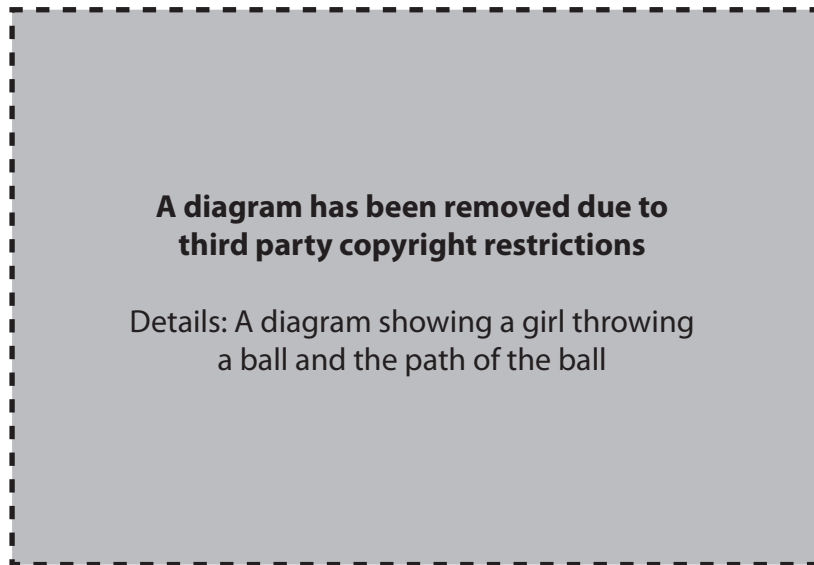 A diagram has been removed due to
third party copyright restrictions
Details: A diagram showing a girl throwing
a ball and the path of the ball